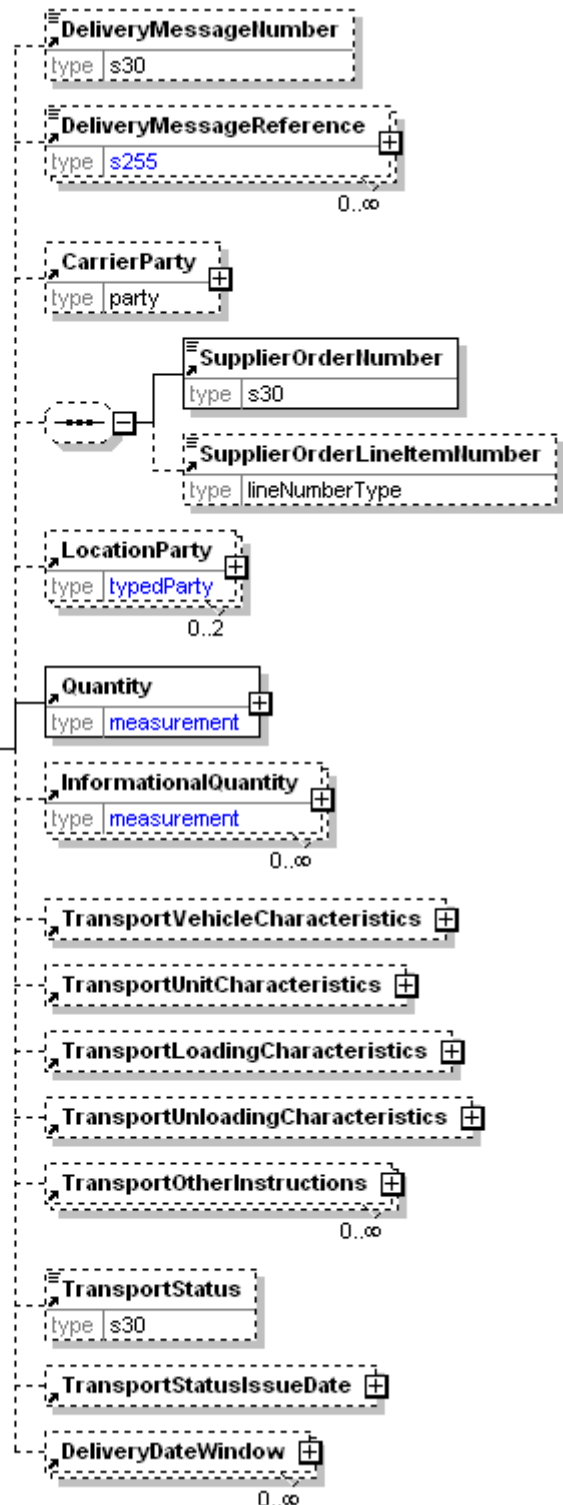 DeliveryMessageNumber
type s30
DeliveryMessageReference
type s255
0..∞
CarrierParty
type party
SupplierOrderNumber
type s30
SupplierOrderLineItemNumber
type lineNumberType
LocationParty
type typedParty
0..2
Quantity
type measurement
InformationalQuantity
type measurement
0..∞
TransportVehicleCharacteristics
TransportUnitCharacteristics
TransportLoadingCharacteristics
TransportUnloadingCharacteristics
TransportOtherInstructions
0..∞
TransportStatus
type s30
TransportStatusIssueDate
DeliveryDateWindow
0..∞